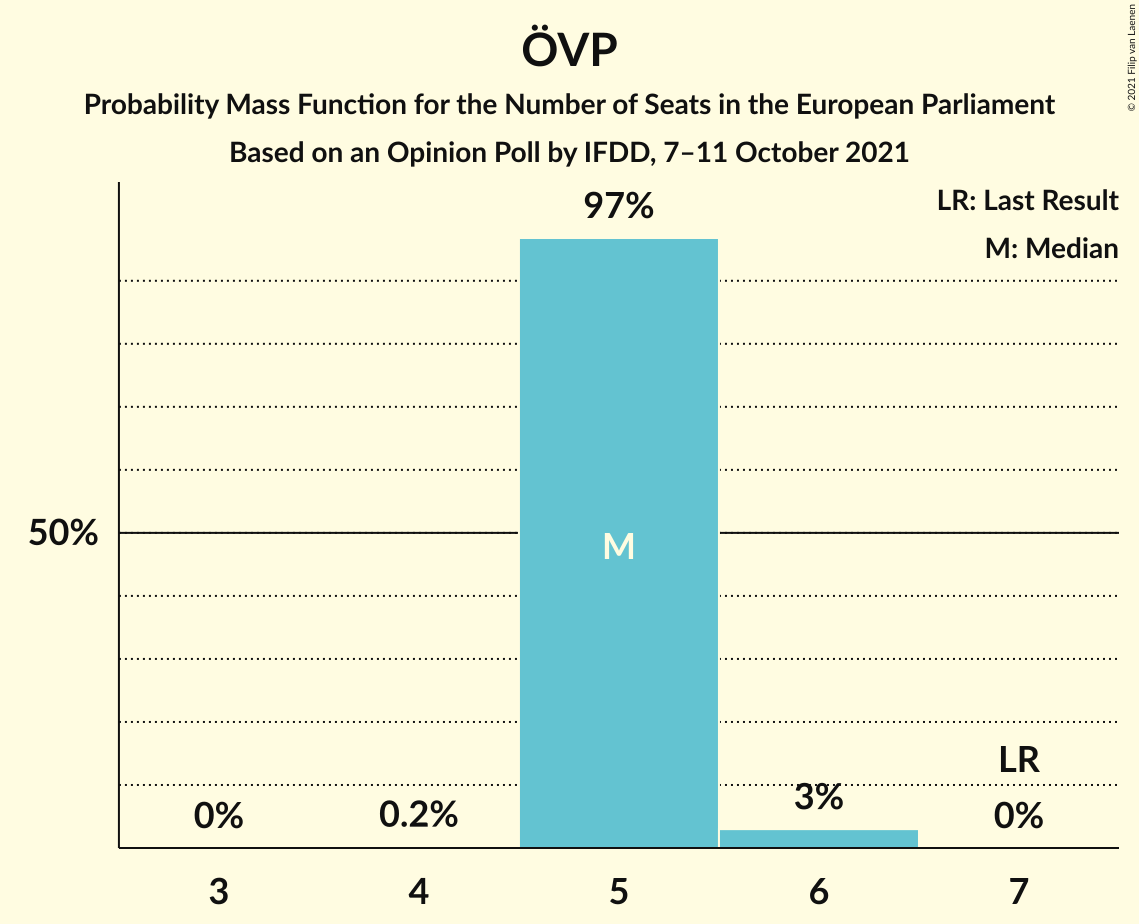 ÖVP
Probability Mass Function for the Number of Seats in the European Parliament
Based on an Opinion Poll by IFDD, 7–11 October 2021
© 2021 Filip van Laenen
LR: Last Result
M: Median
97%
50%
M
LR
0%
0.2%
3%
0%
3
4
5
6
7